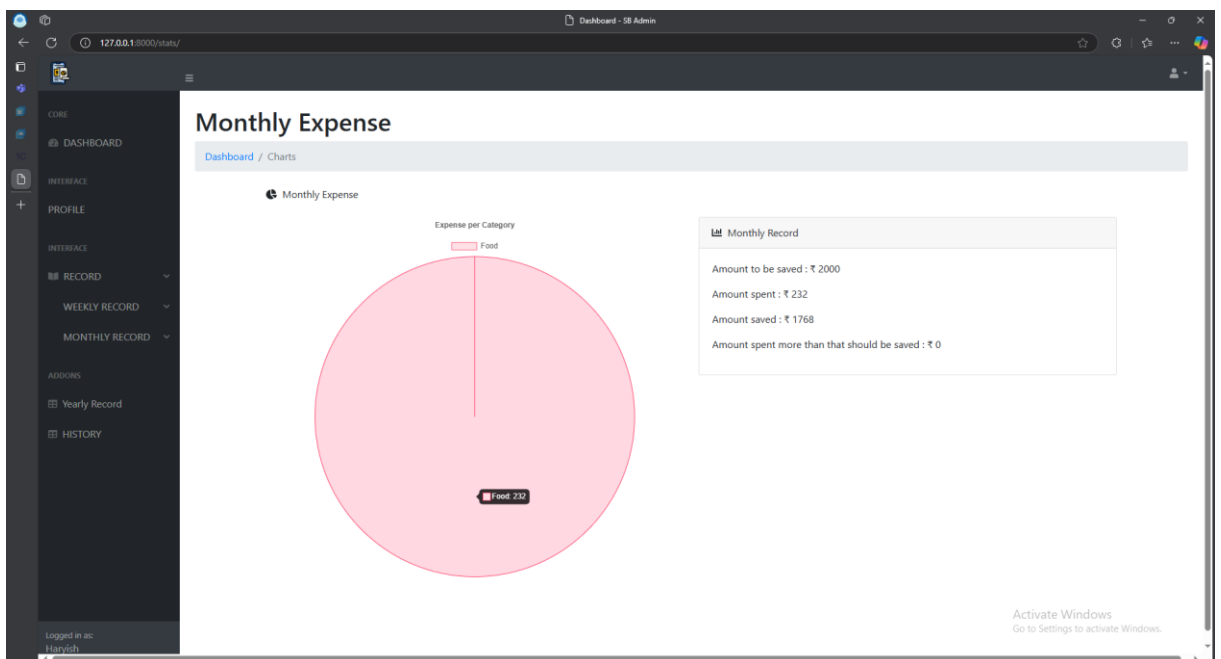 Dashboard - SB Admin
127.0.0.1:8000/stats/
CORE
DASHBOARD
INTERFACE
PROFILE
INTERFACE
RECORD
WEEKLY RECORD
MONTHLY RECORD
ADDONS
Yearly Record
HISTORY
Logged in as:
Haryish
Monthly Expense
Dashboard / Charts
Monthly Expense
Expense per Category
Food
Food: 232
Monthly Record
Amount to be saved : ₹ 2000
Amount spent : ₹ 232
Amount saved : ₹ 1768
Amount spent more than that should be saved : ₹ 0
Activate Windows
Go to Settings to activate Windows.